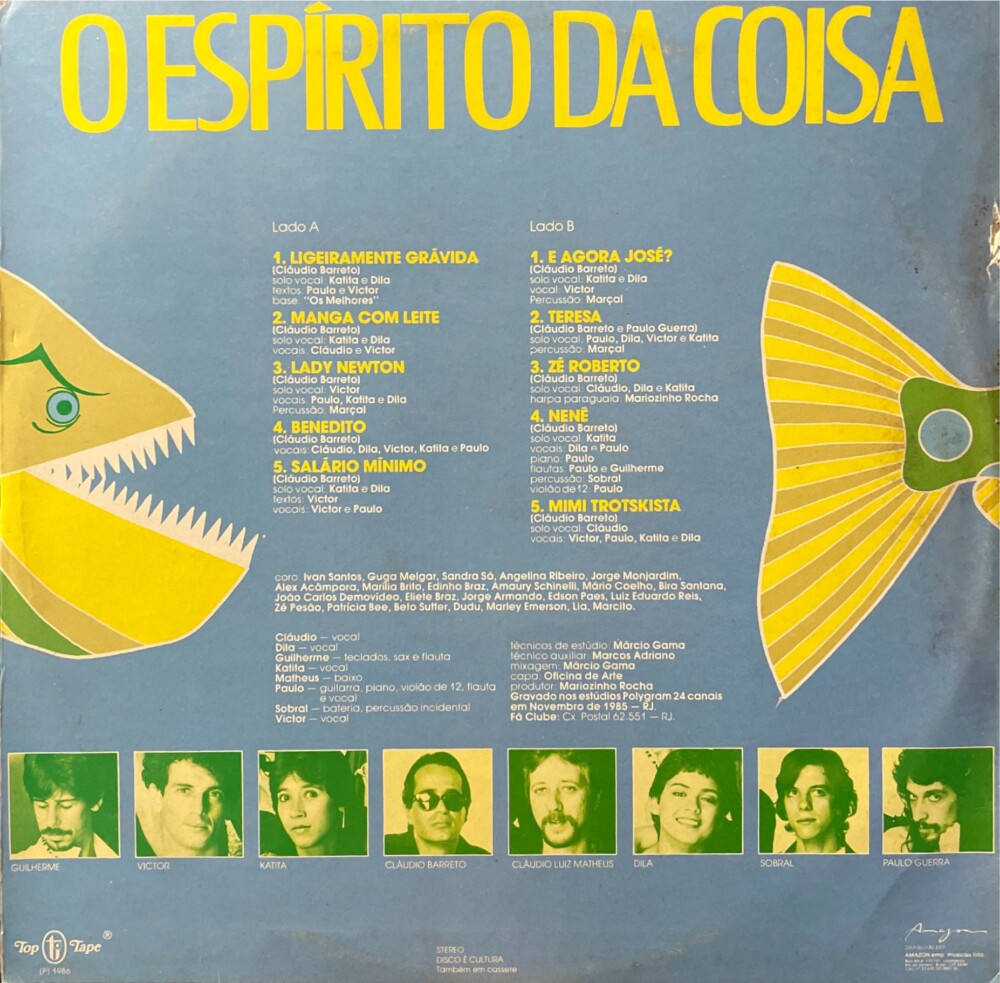 O ESPÍRITO DA COISA
Lado A
1. LIGEIRAMENTE GRÁVIDA
(Cláudio Barreto)
solo vocal: Katita e Dila
textos: Paulo e Victor
base: "Os Melhores"
2. MANGA COM LEITE
(Cláudio Barreto)
solo vocal: Katita e Dila
vocais: Cláudio e Victor
3. LADY NEWTON
(Cláudio Barreto)
solo vocal: Victor
vocais: Paulo, Katita e Dila
Percussão: Marçal
4. BENEDITO
(Cláudio Barreto)
vocais: Cláudio, Dila, Victor, Katita e Paulo
5. SALÁRIO MÍNIMO
(Cláudio Barreto)
solo vocal: Katita e Dila
textos: Victor
vocais: Victor e Paulo
Lado B
1. E AGORA JOSÉ?
(Cláudio Barreto)
solo vocal: Katita e Dila
vocal: Victor
Percussão: Marçal
2. TERESA
(Cláudio Barreto e Paulo Guerra)
solo vocal: Paulo, Dila, Victor e Katita
percussão: Marçal
3. ZÉ ROBERTO
(Cláudio Barreto)
solo vocal: Cláudio, Dila e Katita
harpa paraguaia: Mariozinho Rocha
4. NENÊ
(Cláudio Barreto)
solo vocal: Katita
vocais: Dila e Paulo
piano: Paulo
flautas: Paulo e Guilherme
percussão: Sobral
violão de 12: Paulo
5. MIMI TROTSKISTA
(Cláudio Barreto)
solo vocal: Cláudio
vocais: Victor, Paulo, Katita e Dila
coro: Ivan Santos, Guga Melgar, Sandra Sá, Angelina Ribeiro, Jorge Monjardim,
Alex Acâmpora, Marília Brito, Edinho Braz, Amaury Schinelli, Mário Coelho, Bira Santana,
João Carlos Demovídeo, Eliete Braz, Jorge Armando, Edson Paes, Luiz Eduardo Reis,
Zé Pesão, Patrícia Bee, Beto Sutter, Dudu, Marley Emerson, Lia, Marcito.
Cláudio — vocal
Dila — vocal
Guilherme — teclados, sax e flauta
Katita — vocal
Matheus — baixo
Paulo — guitarra, piano, violão de 12, flauta
e vocal
Sobral — bateria, percussão incidental
Victor — vocal
técnicos de estúdio: Márcio Gama
técnico auxiliar: Marcos Adriano
mixagem: Márcio Gama
capa: Oficina de Arte
produtor: Mariozinho Rocha
Gravado nos estúdios Polygram 24 canais
em Novembro de 1985 — RJ.
Fã Clube: Cx. Postal 62.551 — RJ.
GUILHERME
VICTOR
KATITA
CLÁUDIO BARRETO
CLÁUDIO LUIZ MATHEUS
DILA
SOBRAL
PAULO GUERRA
Top ti Tape ®
(P) 1986
STEREO
DISCO É CULTURA
Também em cassete
Amazon
AMAZON